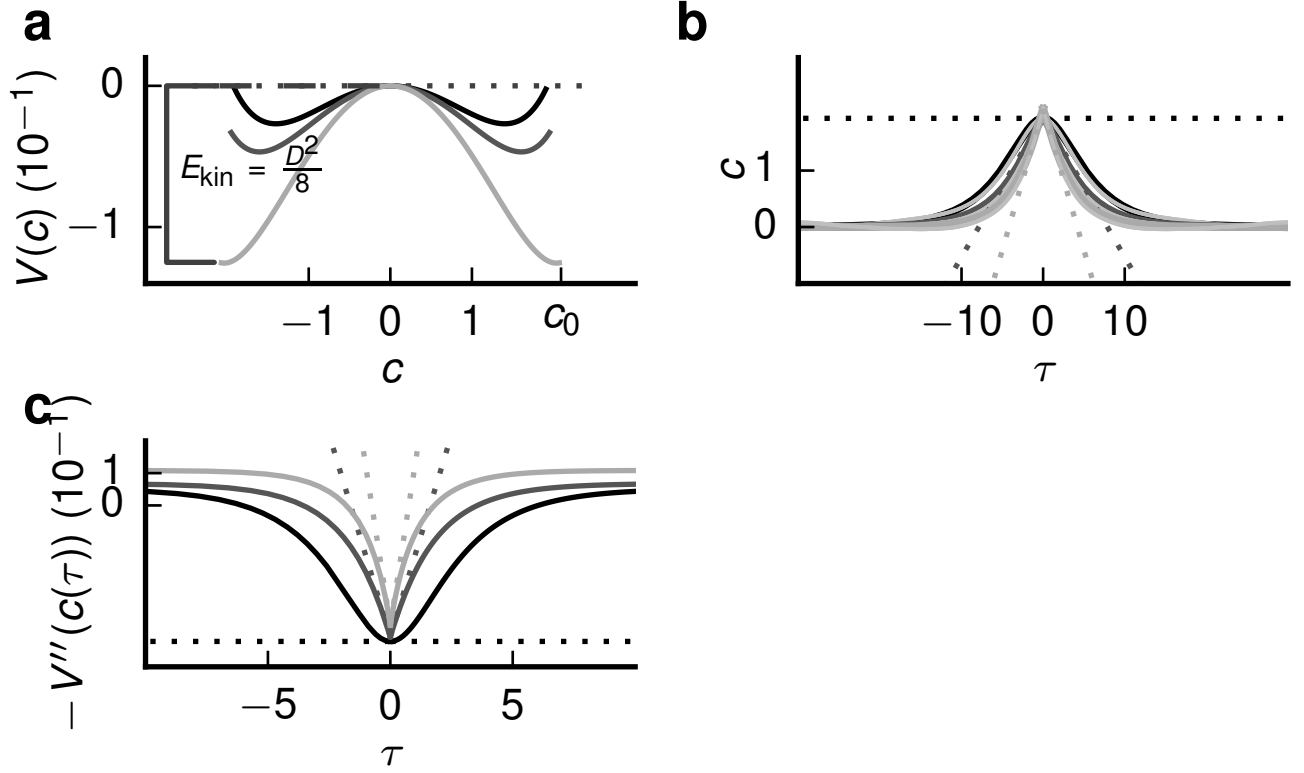 a
V(c) (10⁻¹)
0
−1
E_kin = D²/8
−1 0 1 c₀
c
b
c
1
0
−10 0 10
τ
c
−V′′(c(τ)) (10⁻¹)
1
0
−5 0 5
τ